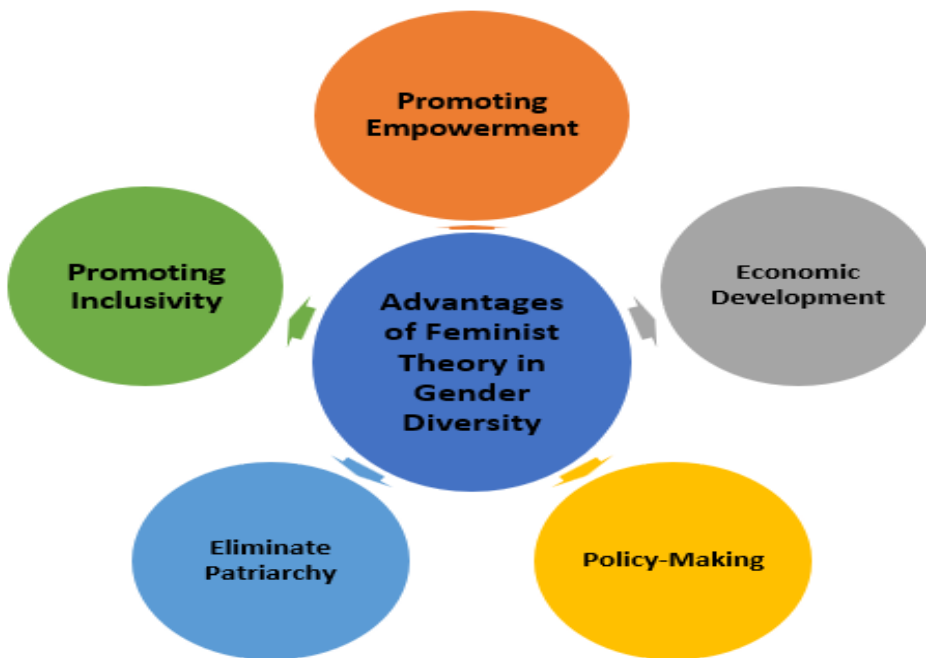 Promoting
Empowerment
Economic
Development
Policy-Making
Eliminate
Patriarchy
Promoting
Inclusivity
Advantages
of Feminist
Theory in
Gender
Diversity